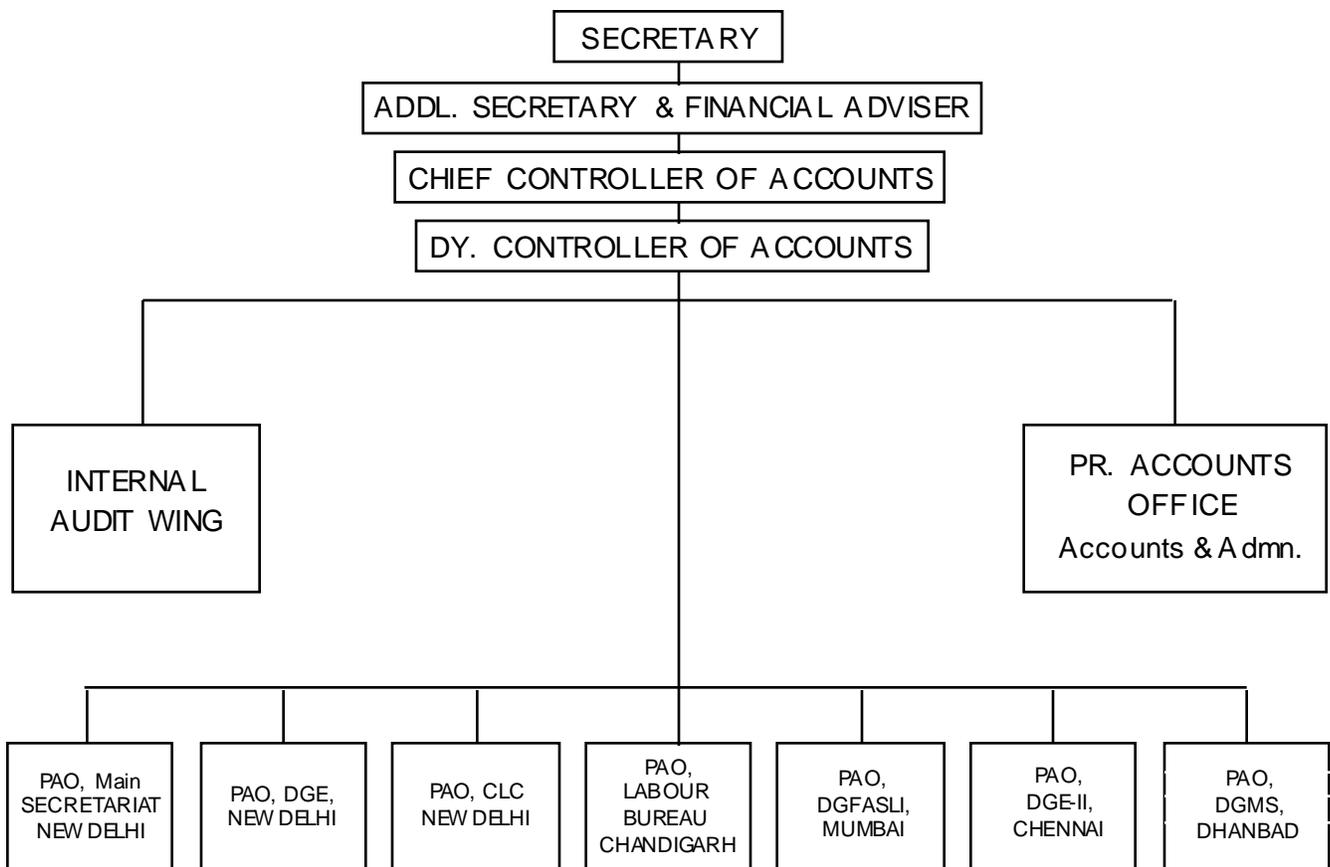 SECRETARY
ADDL. SECRETARY & FINANCIAL ADVISER
CHIEF CONTROLLER OF ACCOUNTS
DY. CONTROLLER OF ACCOUNTS
INTERNAL
AUDIT WING
PR. ACCOUNTS
OFFICE
Accounts & Admn.
PAO, Main
SECRETARIAT
NEW DELHI
PAO, DGE,
NEW DELHI
PAO, CLC
NEW DELHI
PAO,
LABOUR
BUREAU
CHANDIGARH
PAO,
DGFASLI,
MUMBAI
PAO,
DGE-II,
CHENNAI
PAO,
DGMS,
DHANBAD